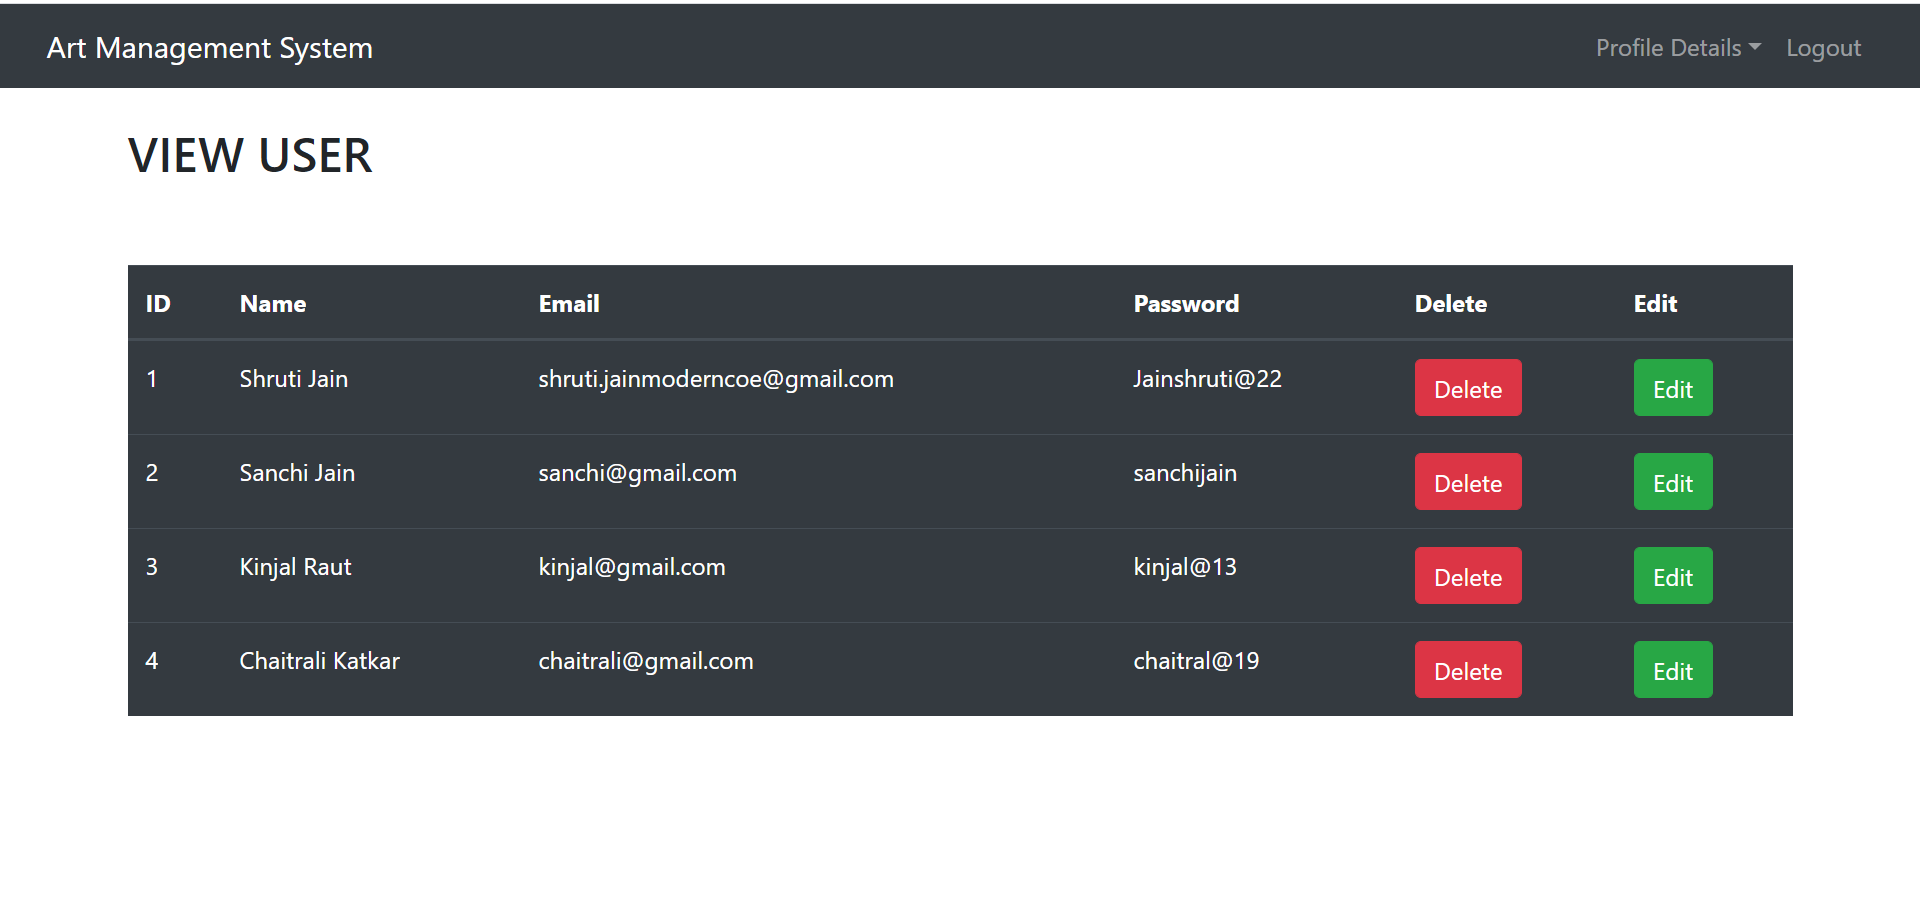 Art Management System Profile Details Logout
VIEW USER
ID Name Email Password Delete Edit
1 Shruti Jain shruti.jainmoderncoe@gmail.com Jainshruti@22 Delete Edit
2 Sanchi Jain sanchi@gmail.com sanchijain Delete Edit
3 Kinjal Raut kinjal@gmail.com kinjal@13 Delete Edit
4 Chaitrali Katkar chaitrali@gmail.com chaitral@19 Delete Edit